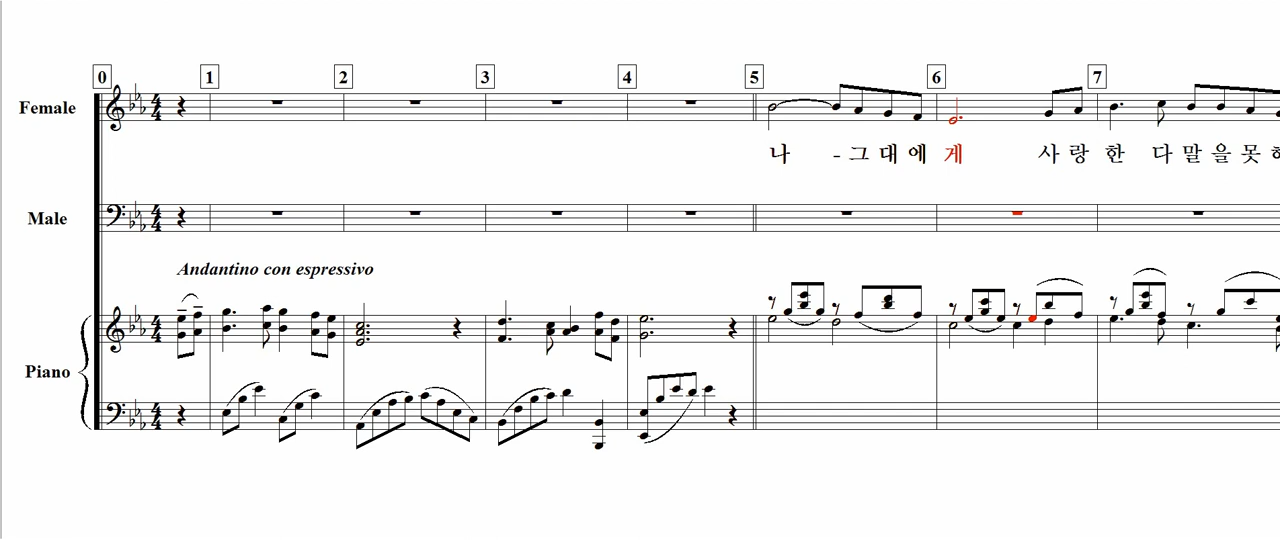 0 1 2 3 4 5 6 7
Female
나 - 그 대 에 게 사 랑 한 다 말 을 못
Male
Andantino con espressivo
Piano